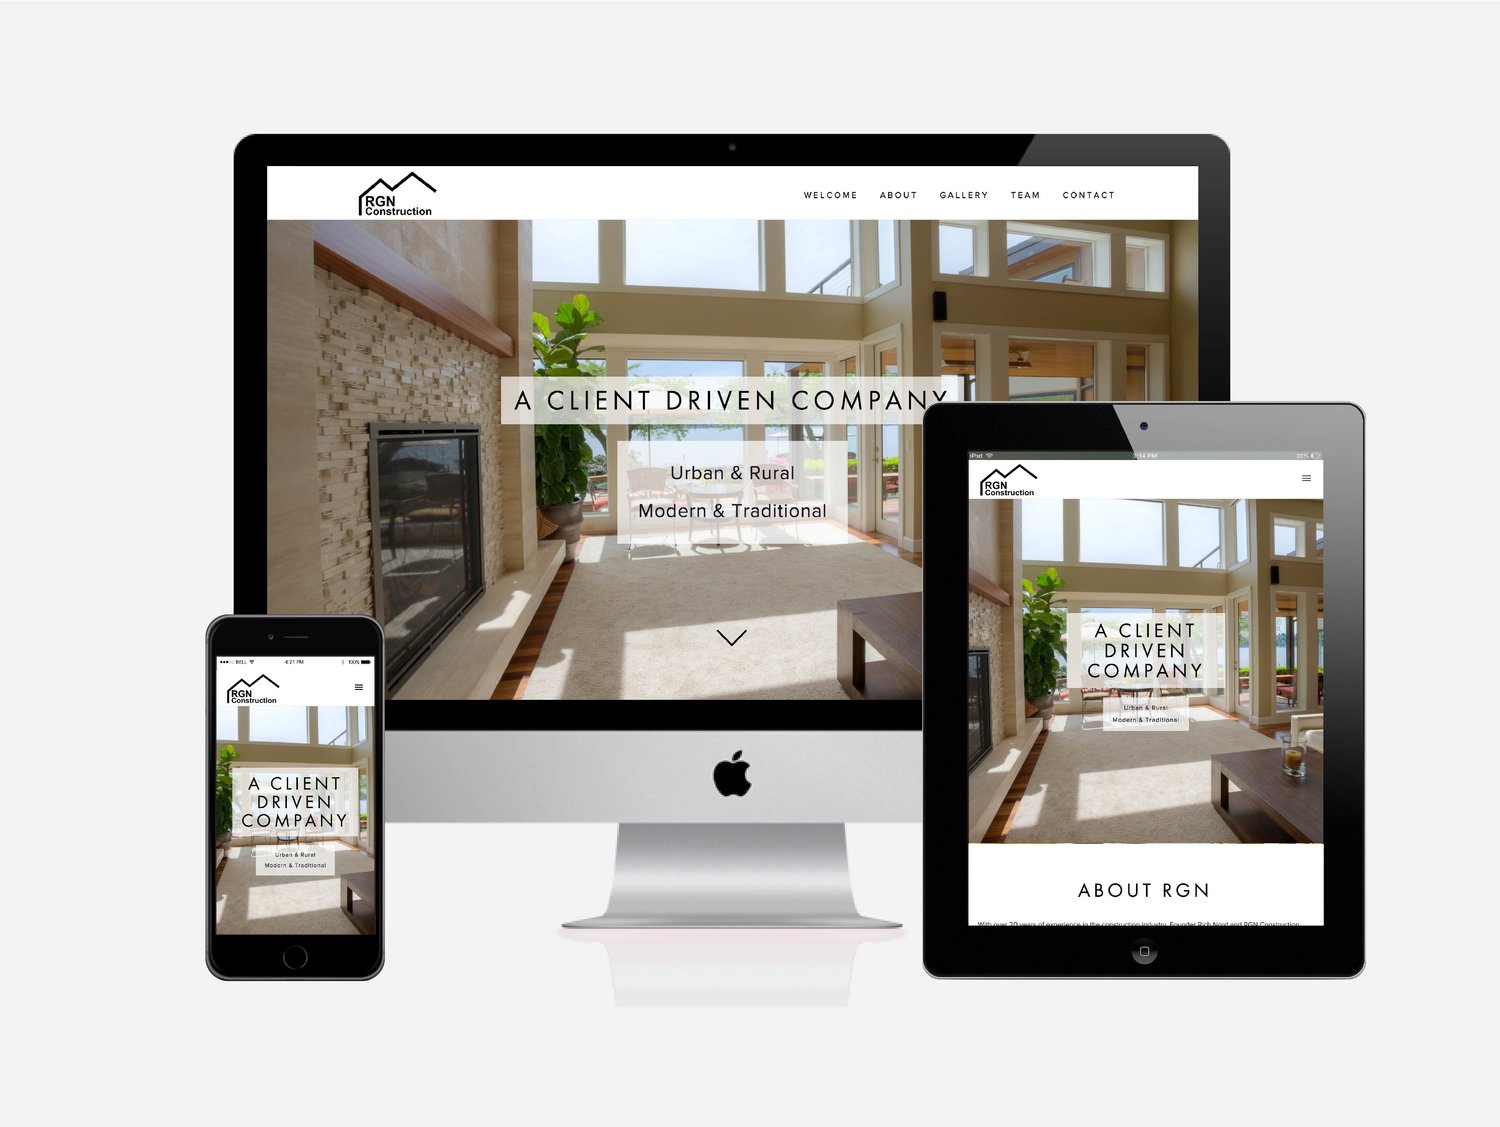 RGN
Construction
WELCOME ABOUT GALLERY TEAM CONTACT
A CLIENT DRIVEN COMPANY
Urban & Rural
Modern & Traditional
BELL 4:21 PM 100%
RGN
Construction
A CLIENT
DRIVEN
COMPANY
Urban & Rural
Modern & Traditional
iPad 3:14 PM
RGN
Construction
A CLIENT
DRIVEN
COMPANY
Urban & Rural
Modern & Traditional
ABOUT RGN
With over 20 years of experience in the construction industry, Founder Rich Nord and RGN Construction